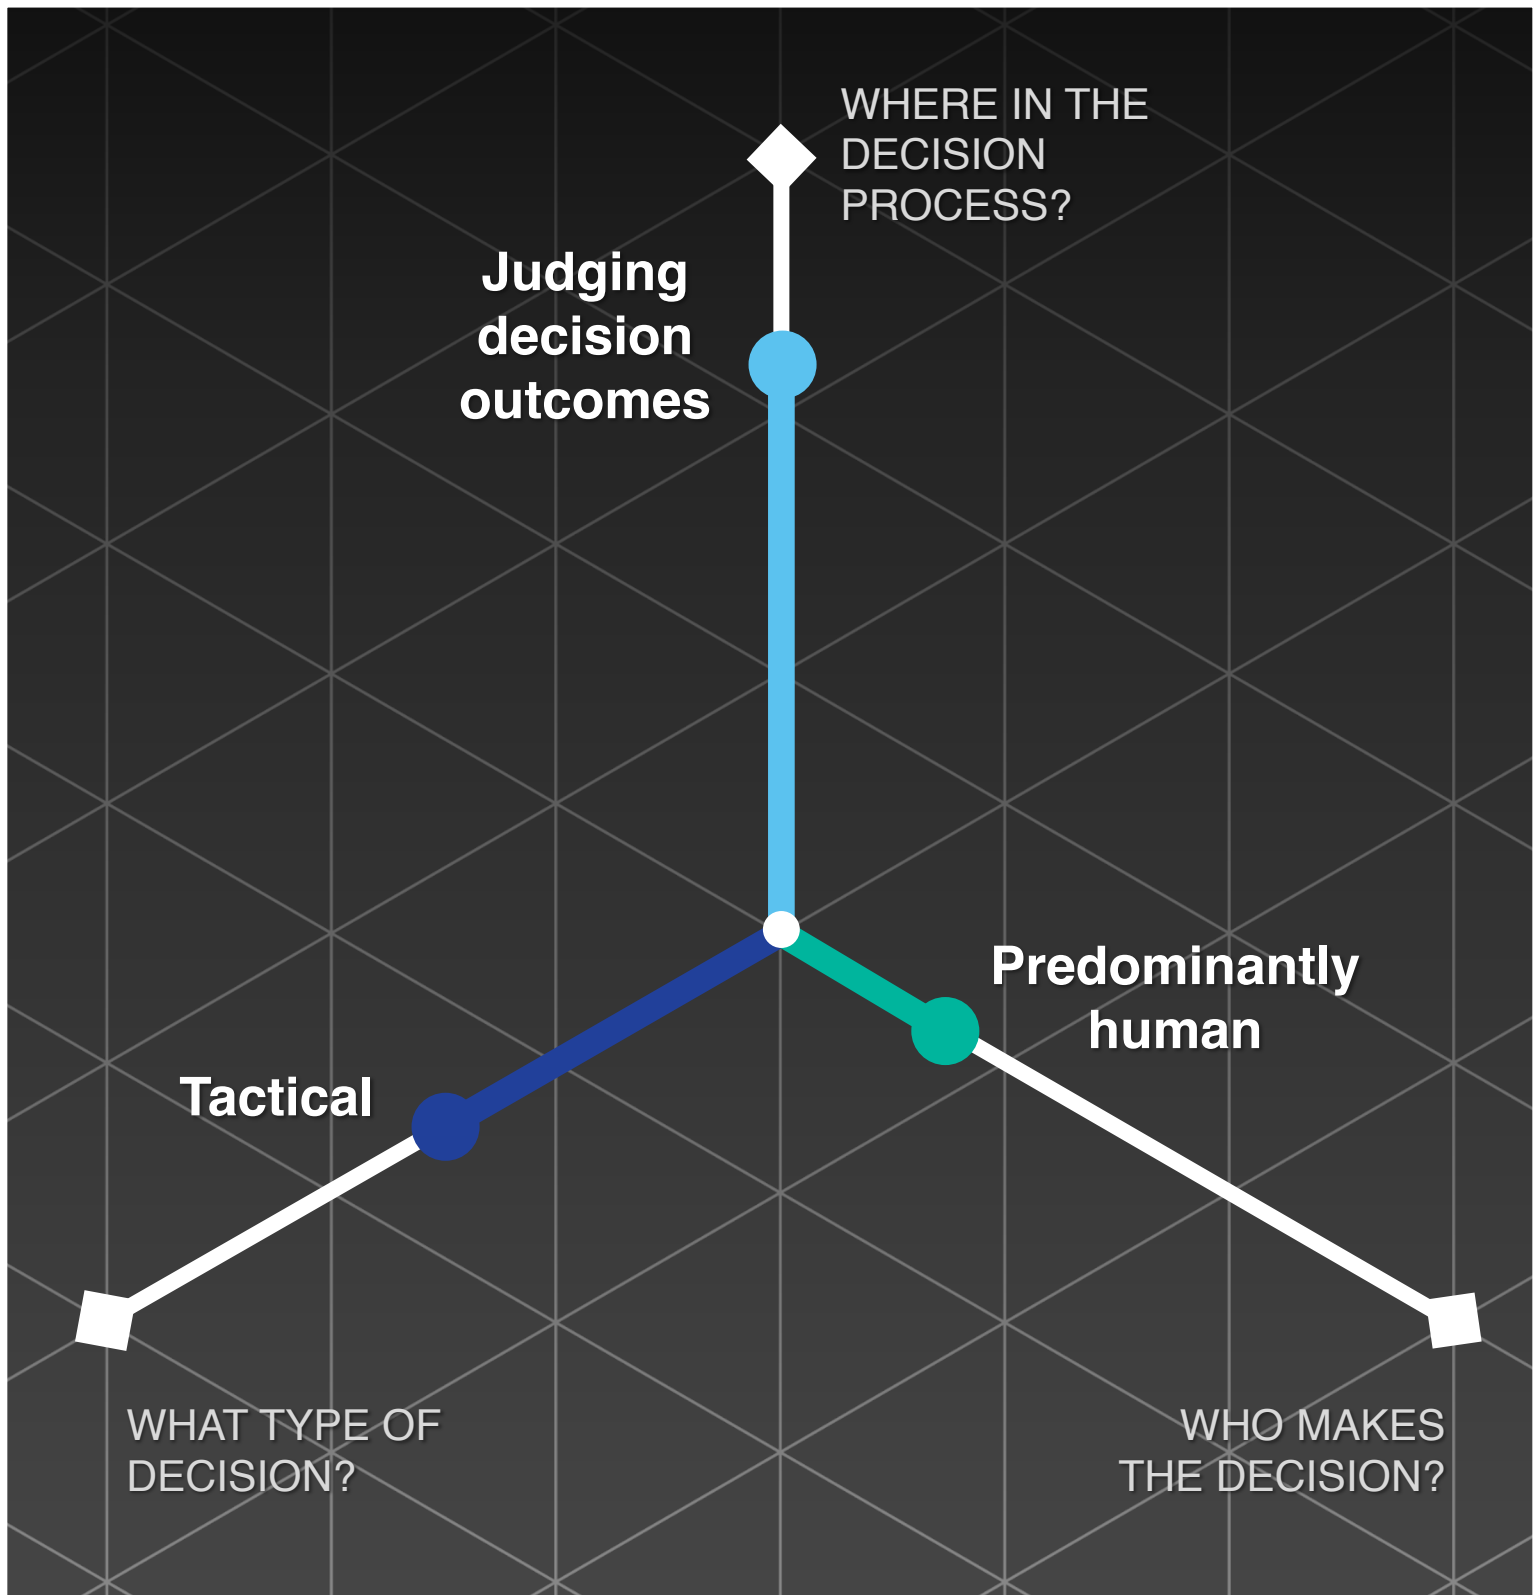 WHERE IN THE
DECISION
PROCESS?
Judging
decision
outcomes
Predominantly
human
Tactical
WHAT TYPE OF
DECISION?
WHO MAKES
THE DECISION?